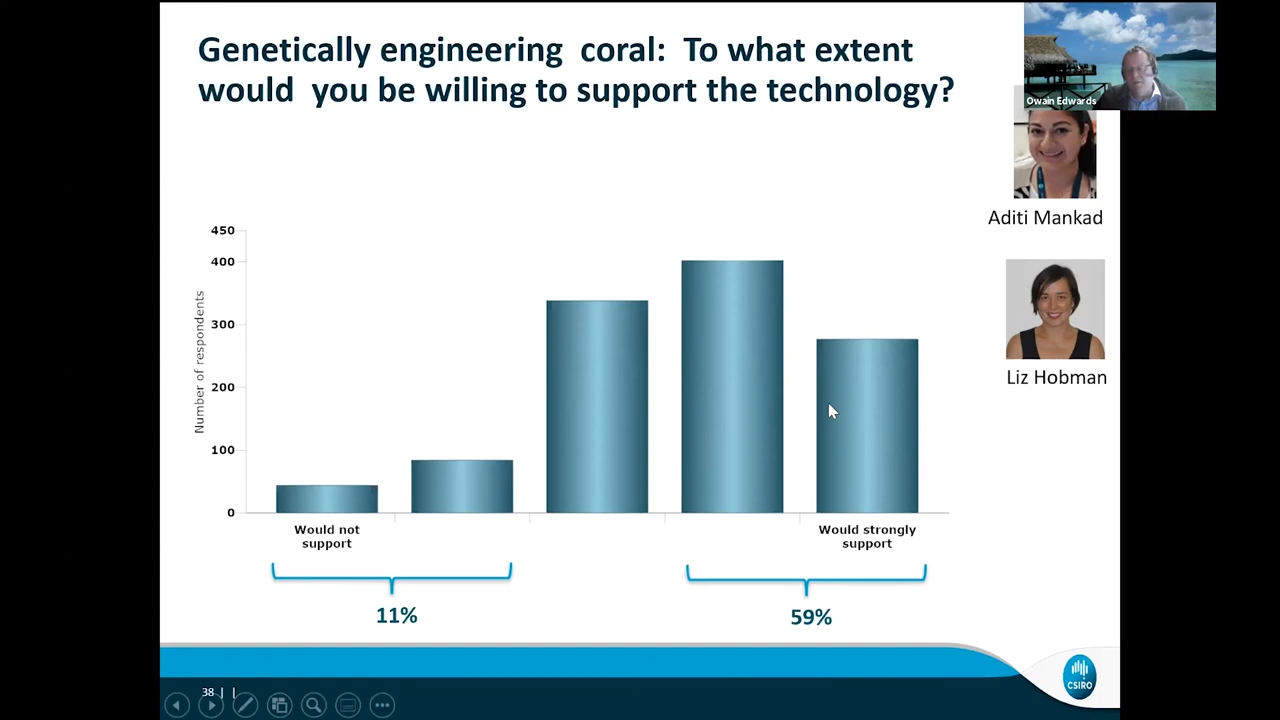 Genetically engineering coral: To what extent
would you be willing to support the technology?
Owain Edwards
Aditi Mankad
Liz Hobman
Number of respondents
450
400
300
200
100
0
Would not
support
Would strongly
support
11%
59%
38 | |
CSIRO